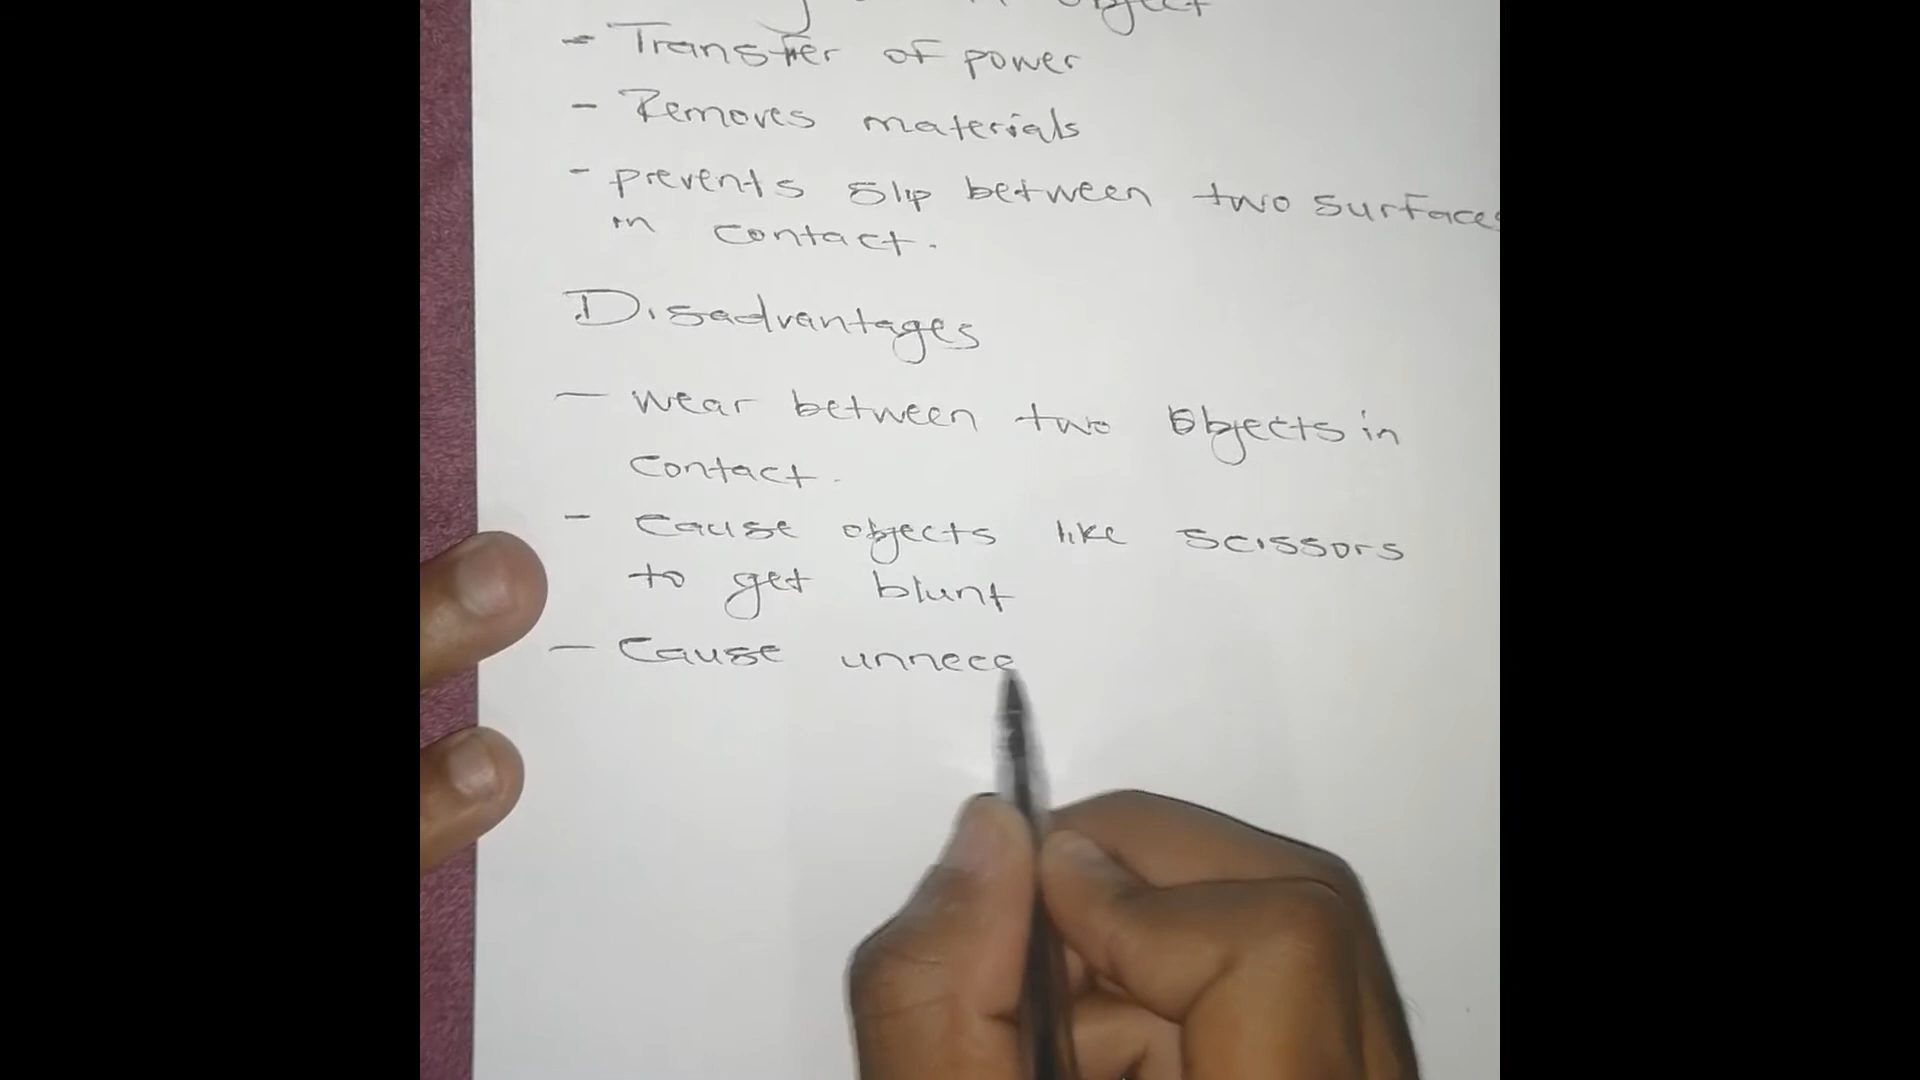 object
- Transfer of power
- Removes materials
- prevents slip between two surfaces
in contact.
Disadvantages
- wear between two objects in
contact.
- cause objects like scissors
to get blunt
- Cause unnece